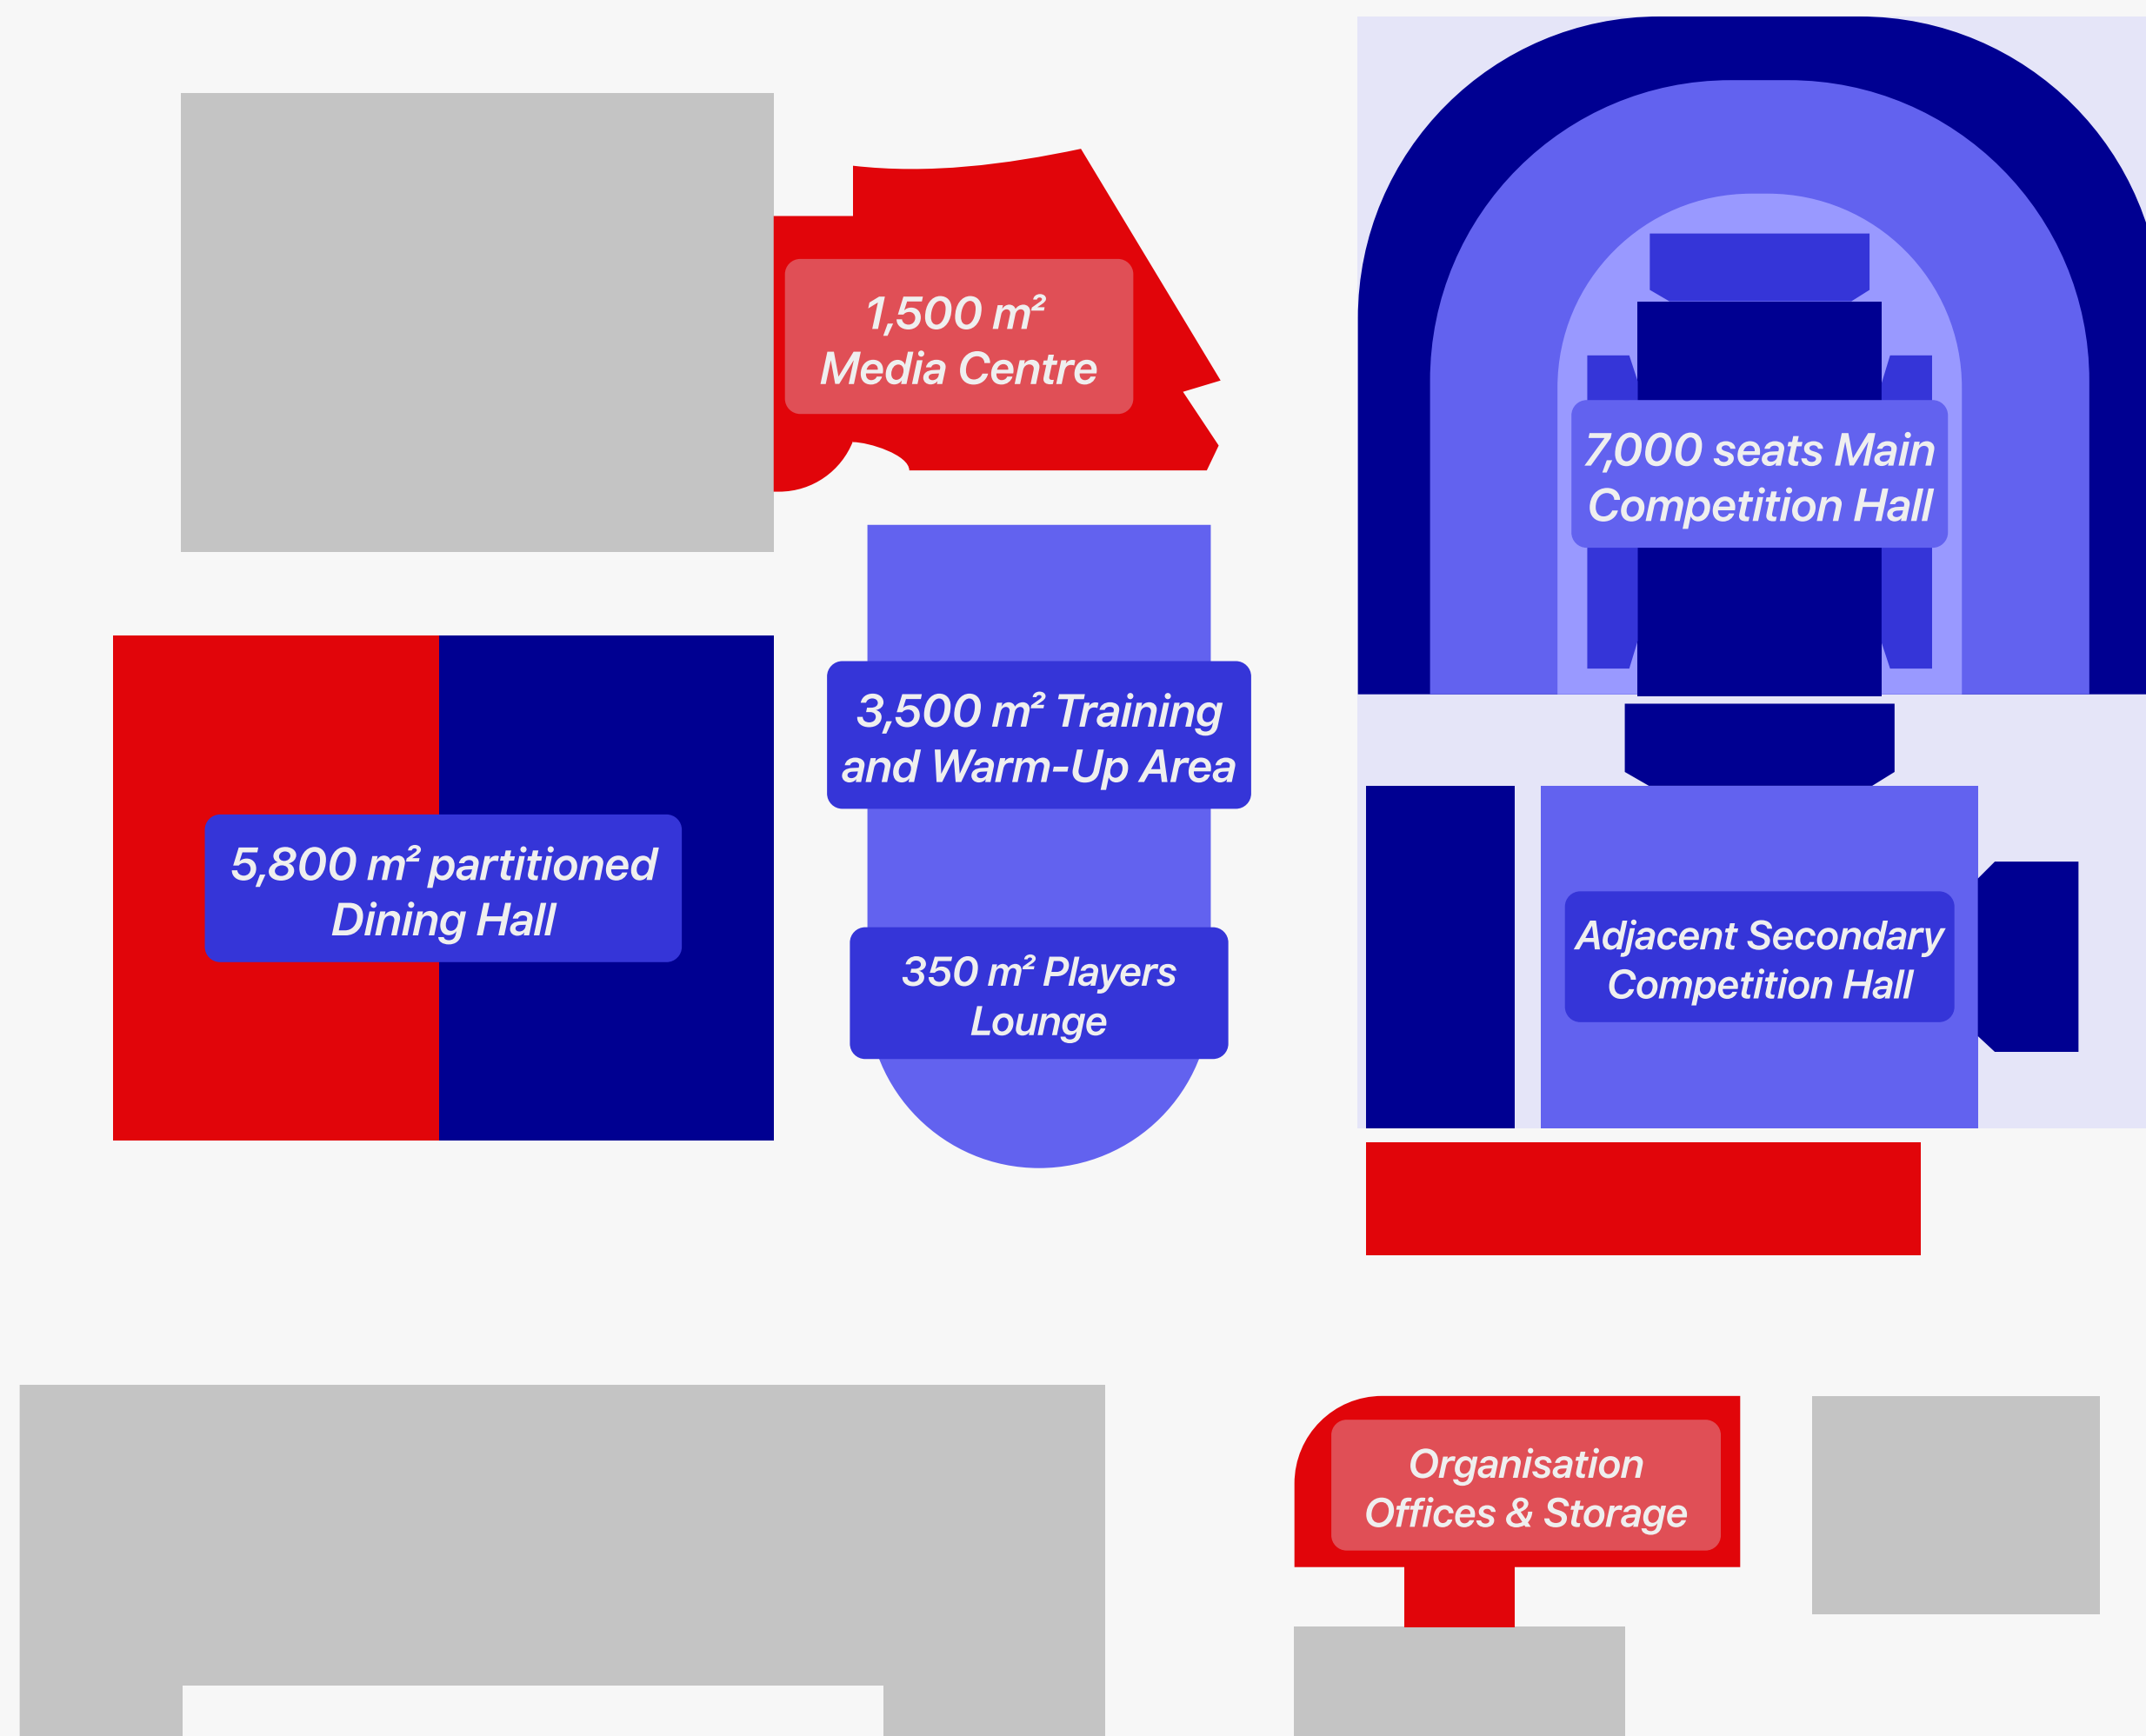 1,500 m²
Media Centre
7,000 seats Main
Competition Hall
3,500 m² Training
and Warm-Up Area
5,800 m² partitioned
Dining Hall
350 m² Players
Lounge
Adjacent Secondary
Competition Hall
Organisation
Offices & Storage